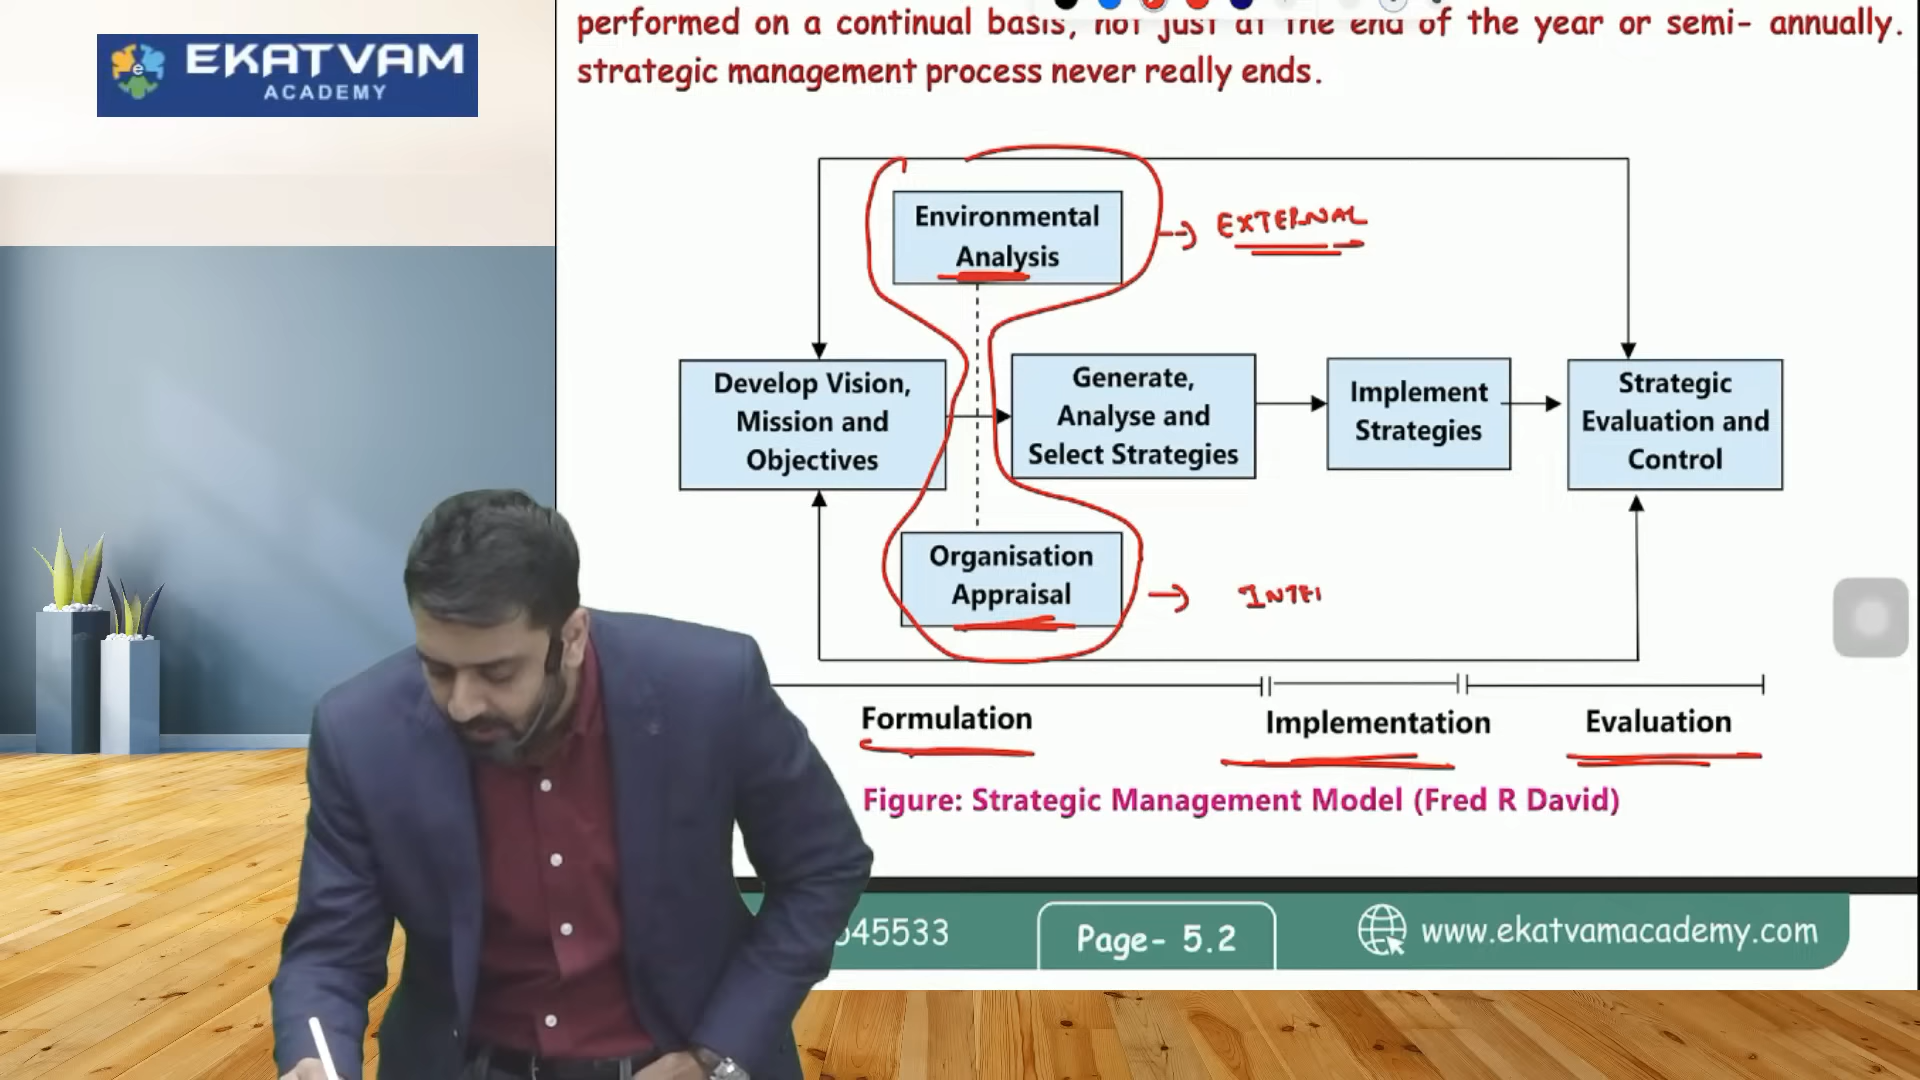 performed on a continual basis, not just at the end of the year or semi- annually.
strategic management process never really ends.
EKATVAM
ACADEMY
Environmental
Analysis
EXTERNAL
Develop Vision,
Mission and
Objectives
Generate,
Analyse and
Select Strategies
Implement
Strategies
Strategic
Evaluation and
Control
Organisation
Appraisal
INTE
Formulation
Implementation
Evaluation
Figure: Strategic Management Model (Fred R David)
45533
Page- 5.2
www.ekatvamacademy.com